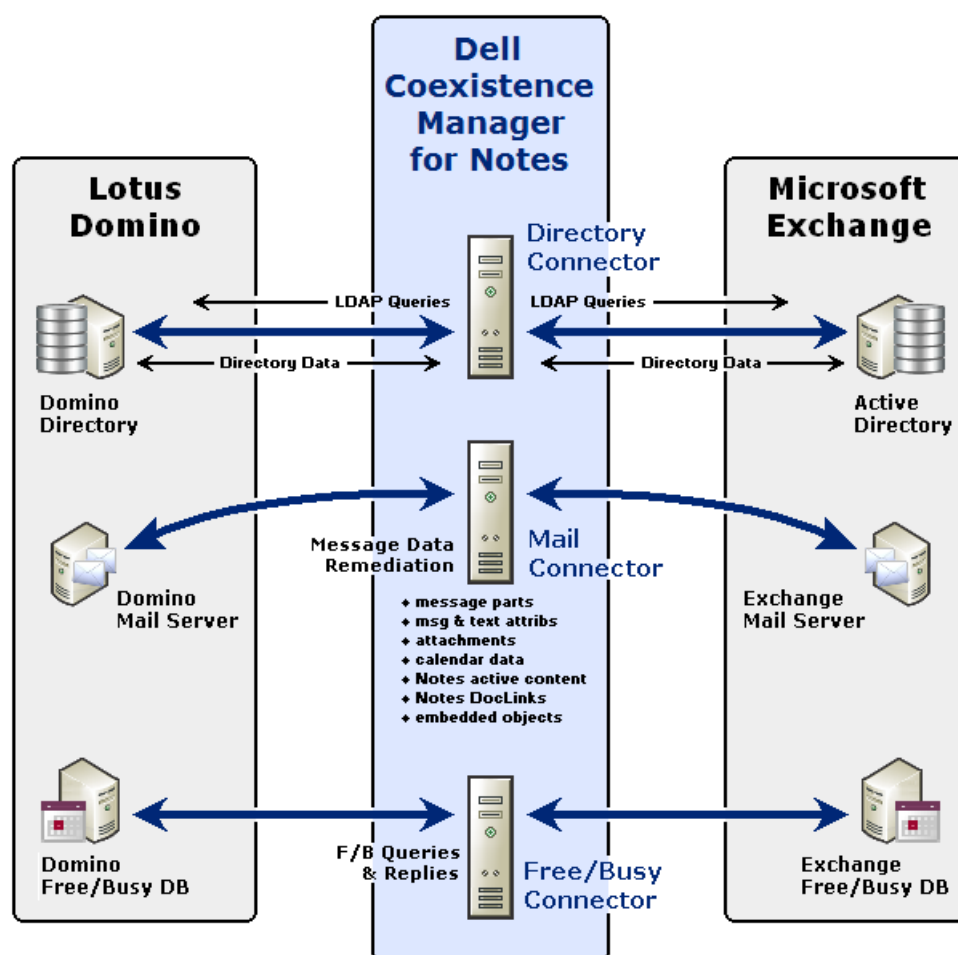 Dell
Coexistence
Manager
for Notes
Lotus
Domino
Microsoft
Exchange
Directory
Connector
LDAP Queries
LDAP Queries
Directory Data
Directory Data
Domino
Directory
Active
Directory
Message Data
Remediation
Mail
Connector
Domino
Mail Server
Exchange
Mail Server
♦ message parts
♦ msg & text attribs
♦ attachments
♦ calendar data
♦ Notes active content
♦ Notes DocLinks
♦ embedded objects
F/B Queries
& Replies
Free/Busy
Connector
Domino
Free/Busy DB
Exchange
Free/Busy DB